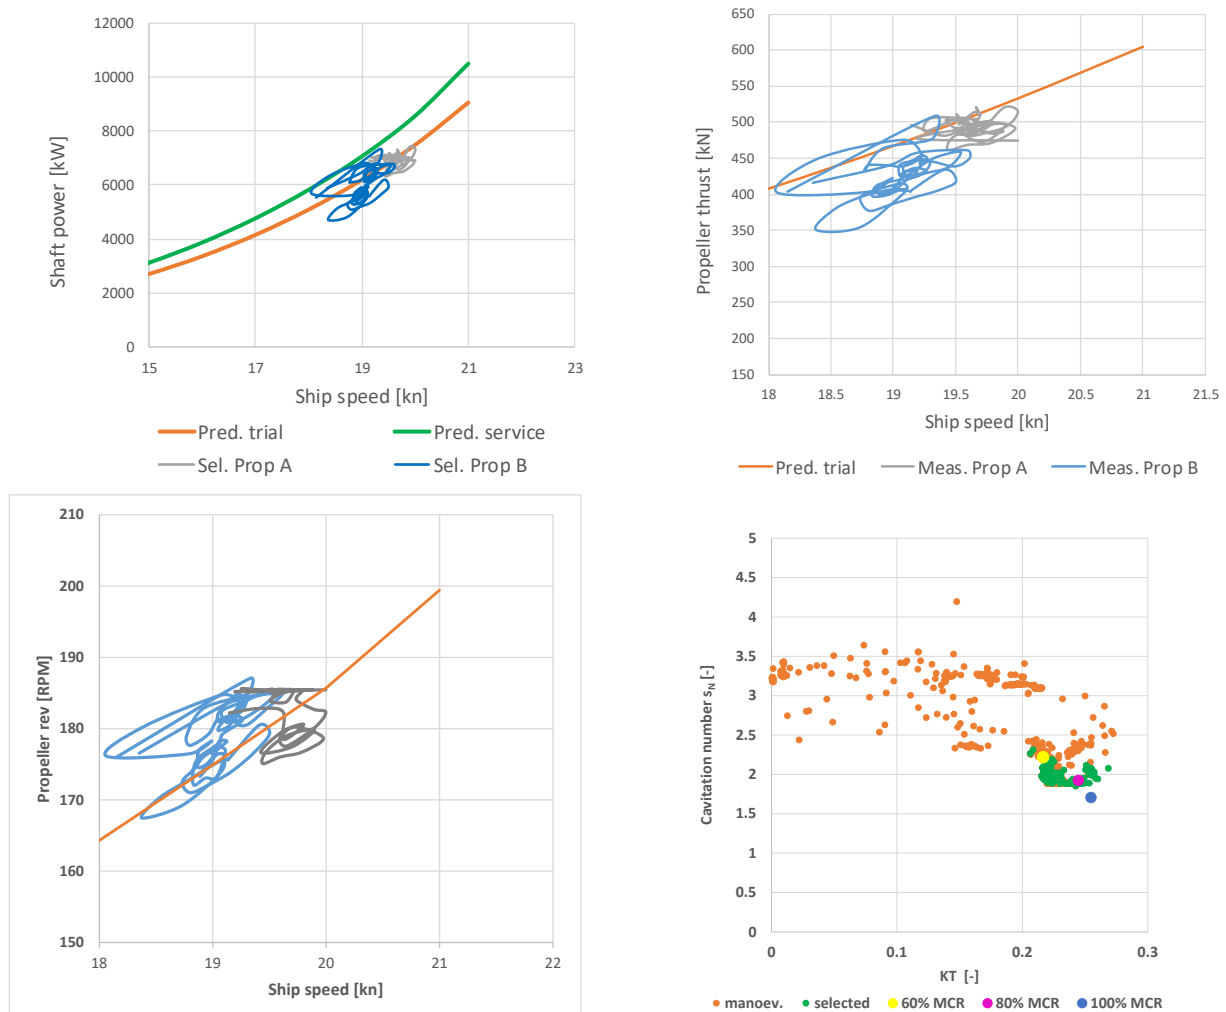 12000
10000
8000
6000
4000
2000
0
Shaft power [kW]
15 17 19 21 23
Ship speed [kn]
Pred. trial Pred. service
Sel. Prop A Sel. Prop B
650
600
550
500
450
400
350
300
250
200
150
Propeller thrust [kN]
18 18.5 19 19.5 20 20.5 21 21.5
Ship speed [kn]
Pred. trial Meas. Prop A Meas. Prop B
210
200
190
180
170
160
150
Propeller rev [RPM]
18 19 20 21 22
Ship speed [kn]
5
4.5
4
3.5
3
2.5
2
1.5
1
0.5
0
Cavitation number sN [-]
0 0.1 0.2 0.3
KT [-]
manoev. selected 60% MCR 80% MCR 100% MCR